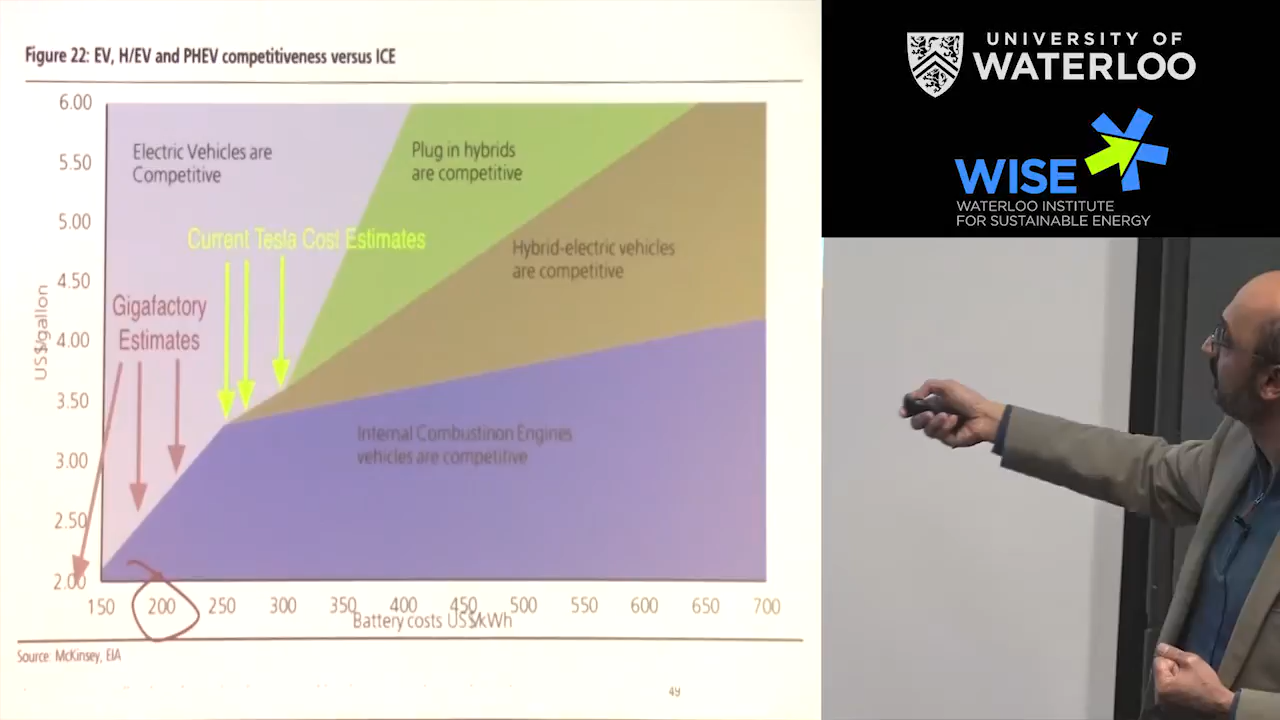 Figure 22: EV, H/EV and PHEV competitiveness versus ICE
6.00
5.50
5.00
4.50
4.00
3.50
3.00
2.50
2.00
US$/gallon
Electric Vehicles are
Competitive
Plug in hybrids
are competitive
Current Tesla Cost Estimates
Hybrid-electric vehicles
are competitive
Gigafactory
Estimates
Internal Combustinon Engines
vehicles are competitive
150 200 250 300 350 400 450 500 550 600 650 700
Battery costs US$/kWh
Source: McKinsey, EIA
49
UNIVERSITY OF
WATERLOO
WISE
WATERLOO INSTITUTE
FOR SUSTAINABLE ENERGY